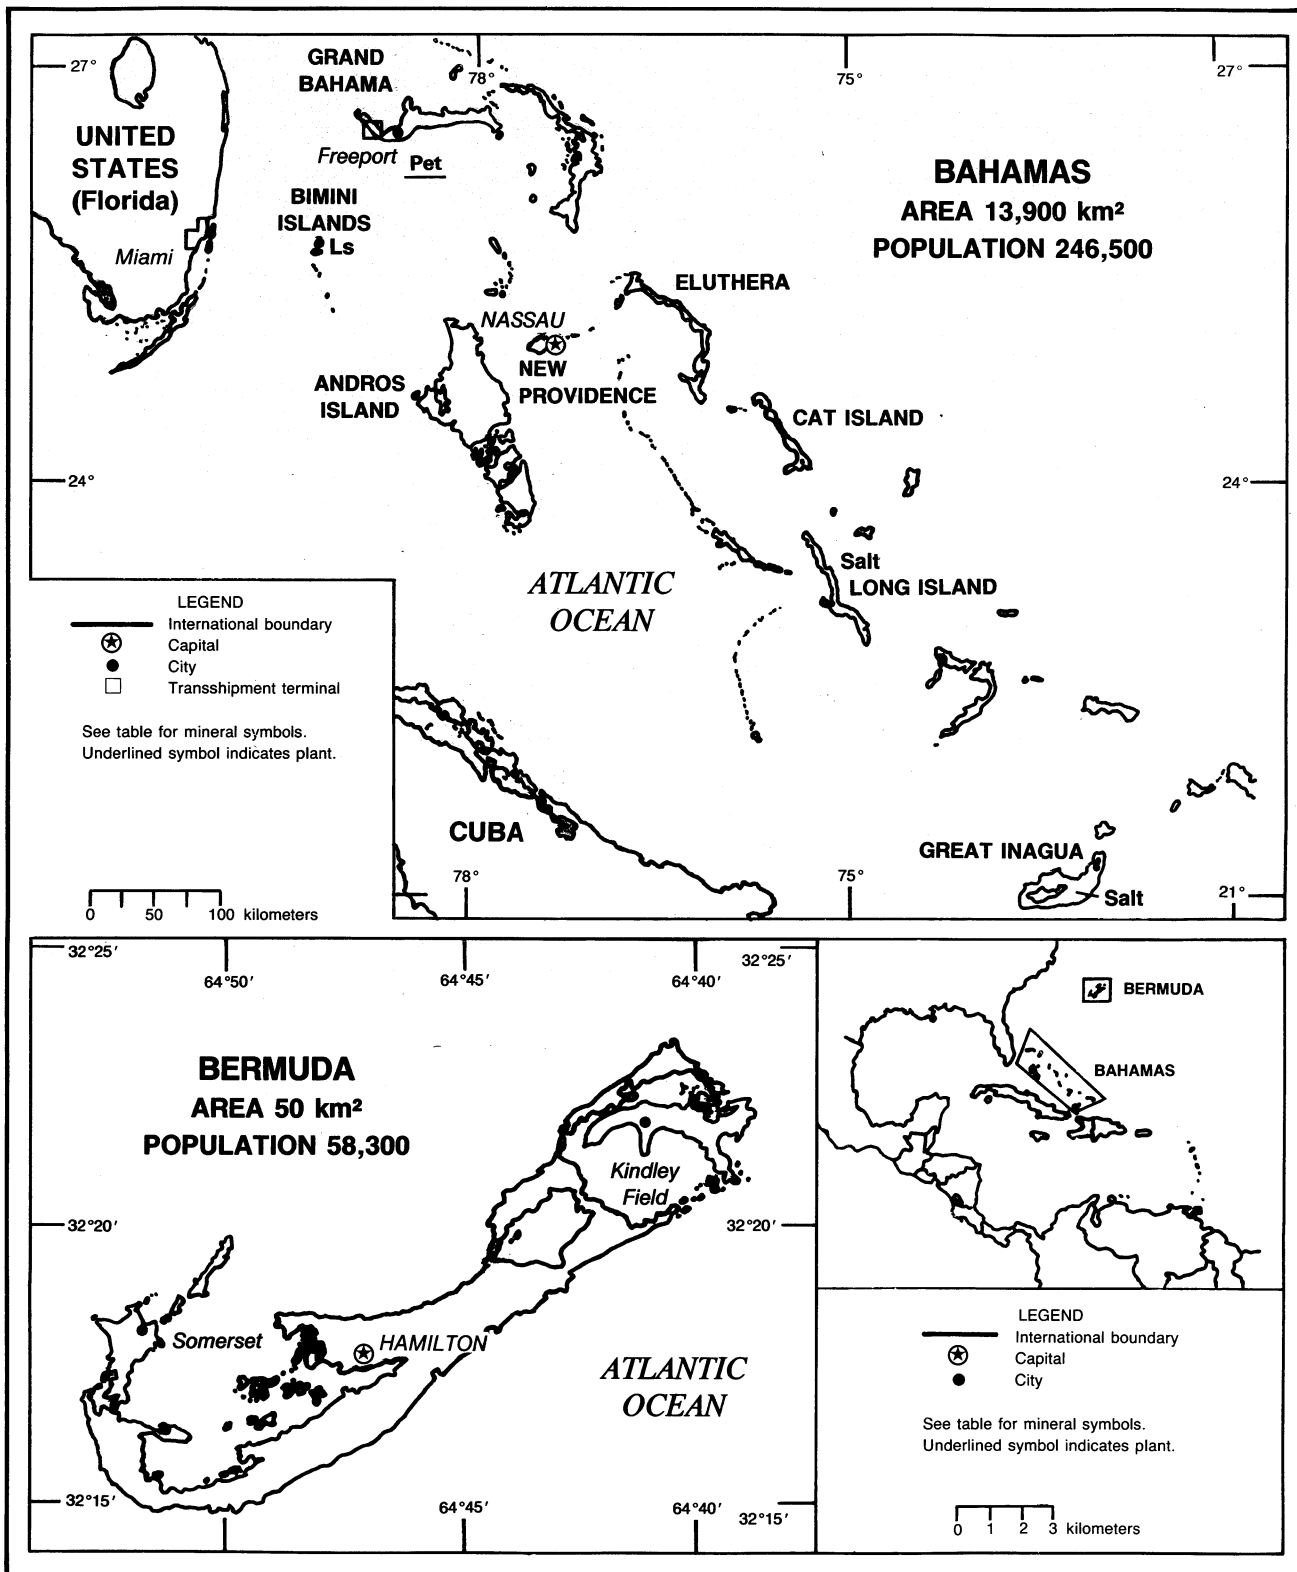 27°
GRAND
BAHAMA
78°
75°
27°
UNITED
STATES
(Florida)
Freeport
Pet
BAHAMAS
AREA 13,900 km²
POPULATION 246,500
BIMINI
ISLANDS
Ls
Miami
ELUTHERA
NASSAU
NEW
PROVIDENCE
ANDROS
ISLAND
CAT ISLAND
24°
24°
Salt
LONG ISLAND
ATLANTIC
OCEAN
LEGEND
International boundary
Capital
City
Transshipment terminal
See table for mineral symbols.
Underlined symbol indicates plant.
CUBA
GREAT INAGUA
Salt
78°
75°
21°
0 50 100 kilometers
32°25′
64°50′
64°45′
64°40′
32°25′
BERMUDA
AREA 50 km²
POPULATION 58,300
Kindley
Field
32°20′
32°20′
Somerset
HAMILTON
ATLANTIC
OCEAN
32°15′
64°45′
64°40′
32°15′
BERMUDA
BAHAMAS
LEGEND
International boundary
Capital
City
See table for mineral symbols.
Underlined symbol indicates plant.
0 1 2 3 kilometers